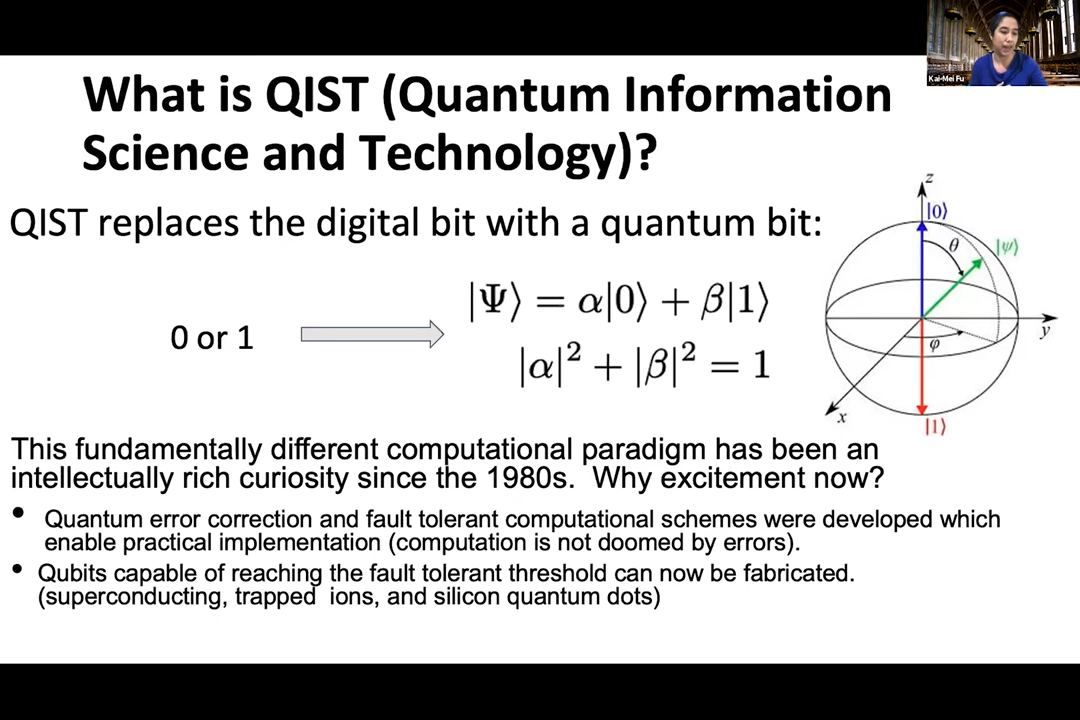 Kai-Mei Fu
What is QIST (Quantum Information
Science and Technology)?
QIST replaces the digital bit with a quantum bit:
0 or 1
|Ψ⟩ = α|0⟩ + β|1⟩
|α|² + |β|² = 1
z
|0⟩
θ
|ψ⟩
φ
y
x
|1⟩
This fundamentally different computational paradigm has been an
intellectually rich curiosity since the 1980s.  Why excitement now?
• Quantum error correction and fault tolerant computational schemes were developed which
enable practical implementation (computation is not doomed by errors).
• Qubits capable of reaching the fault tolerant threshold can now be fabricated.
(superconducting, trapped  ions, and silicon quantum dots)